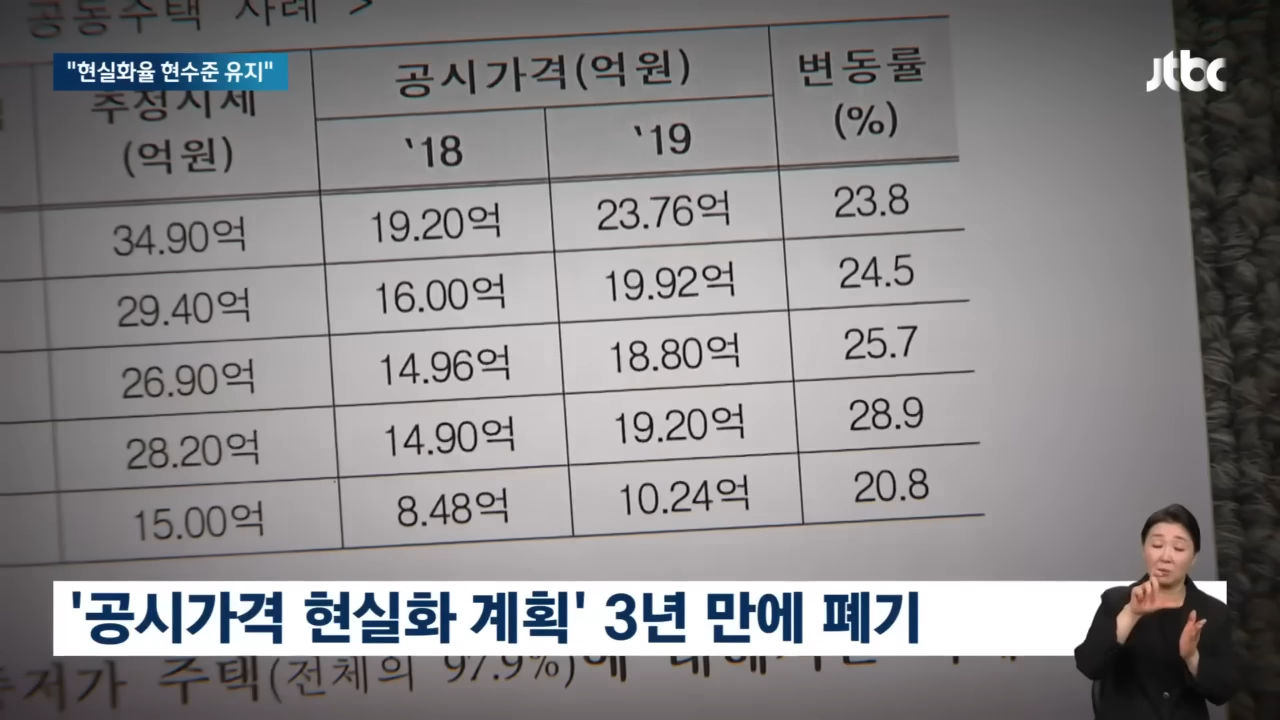 공동주택 사례 >
"현실화율 현수준 유지"
jtbc
추정시세
(억원)
공시가격(억원)
변동률
(%)
'18
'19
34.90억 19.20억 23.76억 23.8
29.40억 16.00억 19.92억 24.5
26.90억 14.96억 18.80억 25.7
28.20억 14.90억 19.20억 28.9
15.00억 8.48억 10.24억 20.8
'공시가격 현실화 계획' 3년 만에 폐기
주택(전체의 97.9%)에